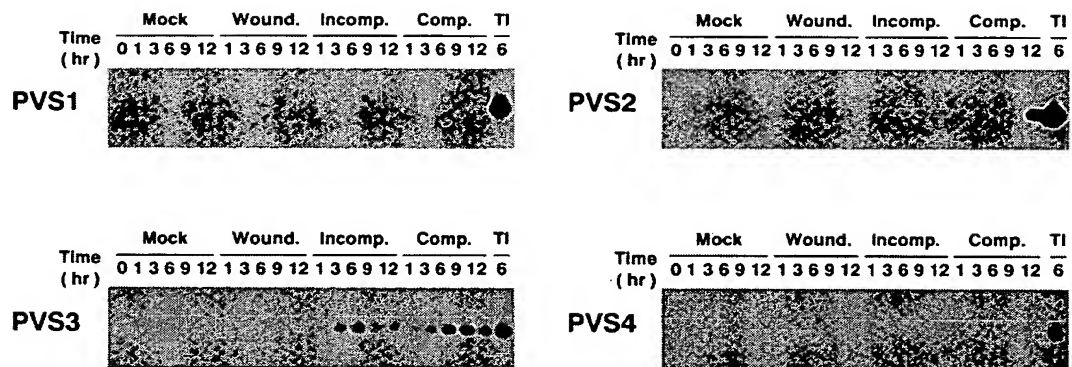 Mock Wound. Incomp. Comp. TI
Time (hr) 0 1 3 6 9 12 1 3 6 9 12 1 3 6 9 12 1 3 6 9 12 6
PVS1
Mock Wound. Incomp. Comp. TI
Time (hr) 0 1 3 6 9 12 1 3 6 9 12 1 3 6 9 12 1 3 6 9 12 6
PVS2
Mock Wound. Incomp. Comp. TI
Time (hr) 0 1 3 6 9 12 1 3 6 9 12 1 3 6 9 12 1 3 6 9 12 6
PVS3
Mock Wound. Incomp. Comp. TI
Time (hr) 0 1 3 6 9 12 1 3 6 9 12 1 3 6 9 12 1 3 6 9 12 6
PVS4